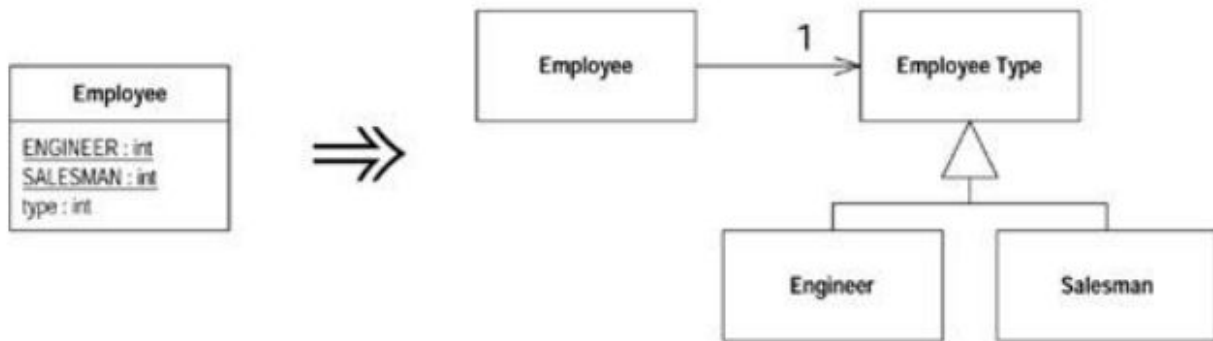 Employee
ENGINEER : int
SALESMAN : int
type : int
Employee
1
Employee Type
Engineer
Salesman